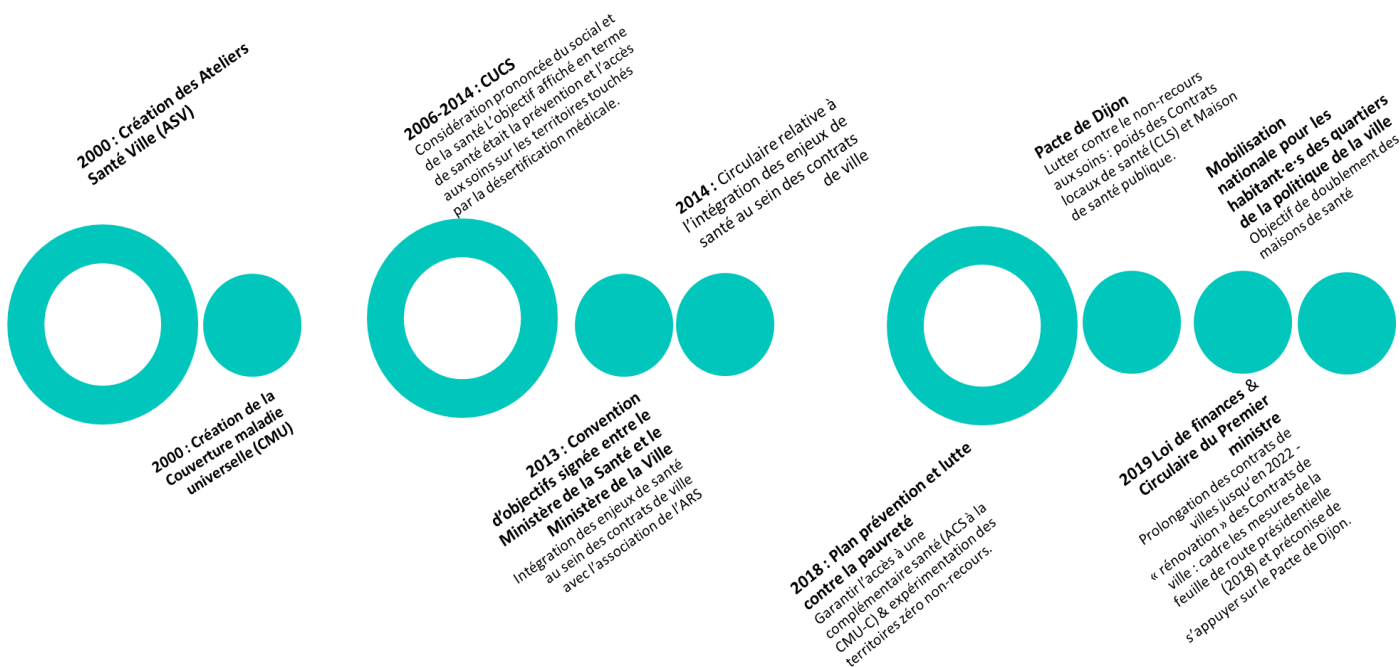 2000 : Création des Ateliers
Santé Ville (ASV)
2000 : Création de la
Couverture maladie
universelle (CMU)
2006-2014 : CUCS
Considération prononcée du social et
de la santé L'objectif affiché en terme
de santé était la prévention et l'accès
aux soins sur les territoires touchés
par la désertification médicale.
2013 : Convention
d'objectifs signée entre le
Ministère de la Santé et le
Ministère de la Ville
Intégration des enjeux de santé
au sein des contrats de ville
avec l'association de l'ARS
2014 : Circulaire relative à
l'intégration des enjeux de
santé au sein des contrats
de ville
2018 : Plan prévention et lutte
contre la pauvreté
Garantir l'accès à une
complémentaire santé (ACS à la
CMU-C) & expérimentation des
territoires zéro non-recours.
Pacte de Dijon
Lutter contre le non-recours
aux soins : poids des Contrats
locaux de santé (CLS) et Maison
de santé publique.
2019 Loi de finances &
Circulaire du Premier
ministre
Prolongation des contrats de
villes jusqu'en 2022 -
« rénovation » des Contrats de
ville : cadre les mesures de la
feuille de route présidentielle
(2018) et préconise de
s'appuyer sur le Pacte de Dijon.
Mobilisation
nationale pour les
habitant·e·s des quartiers
de la politique de la ville
Objectif de doublement des
maisons de santé